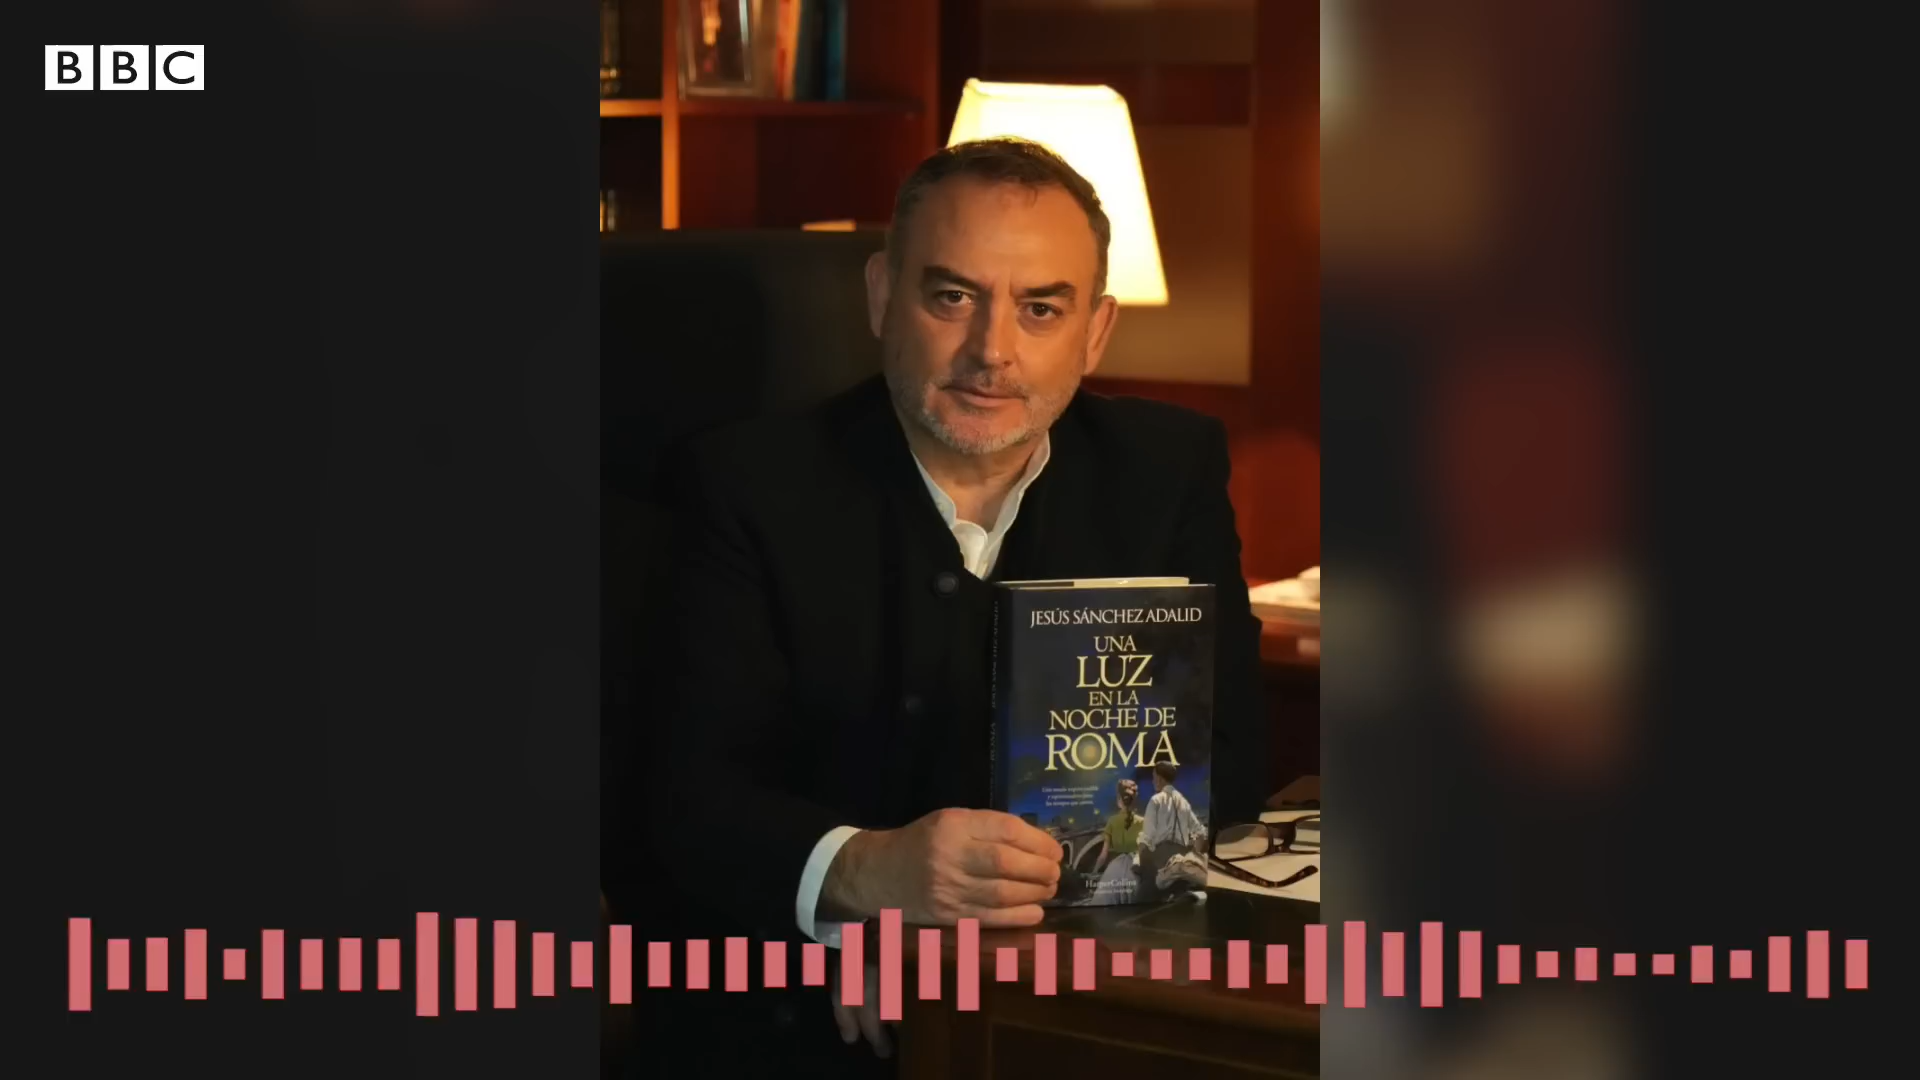 BBC
JESÚS SÁNCHEZ ADALID
UNA
LUZ
EN LA
NOCHE DE
ROMA
HarperCollins